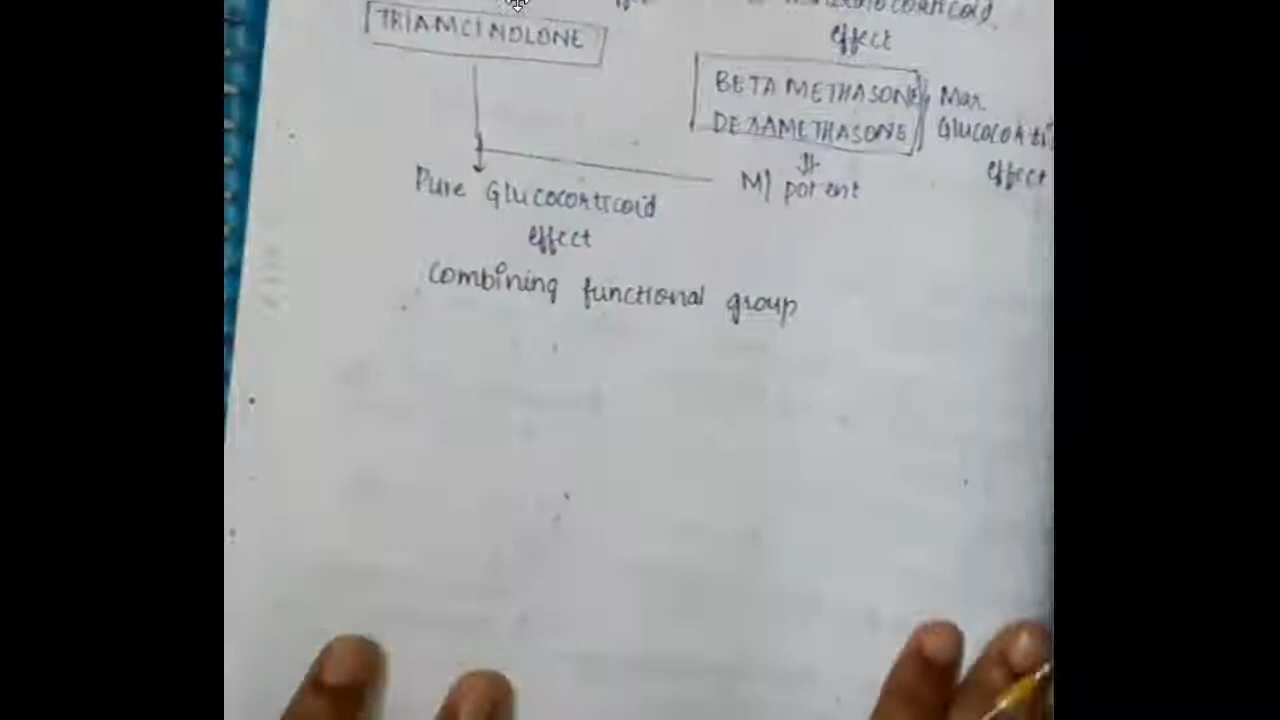 TRIAMCINOLONE
effect
BETAMETHASONE
DEXAMETHASONE
Max
Glucocorti
effect
M/ potent
Pure Glucocorticoid
effect
combining functional group